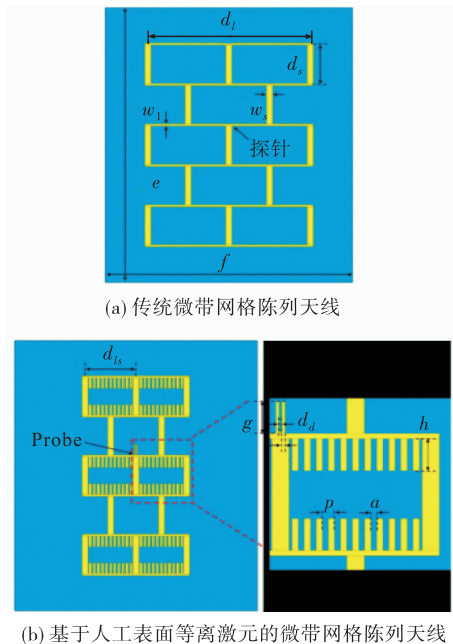 d_l
d_s
w_1
w_s
探针
e
f
(a) 传统微带网格阵列天线
d_ls
Probe
g
d_d
h
p
a
(b) 基于人工表面等离激元的微带网格阵列天线